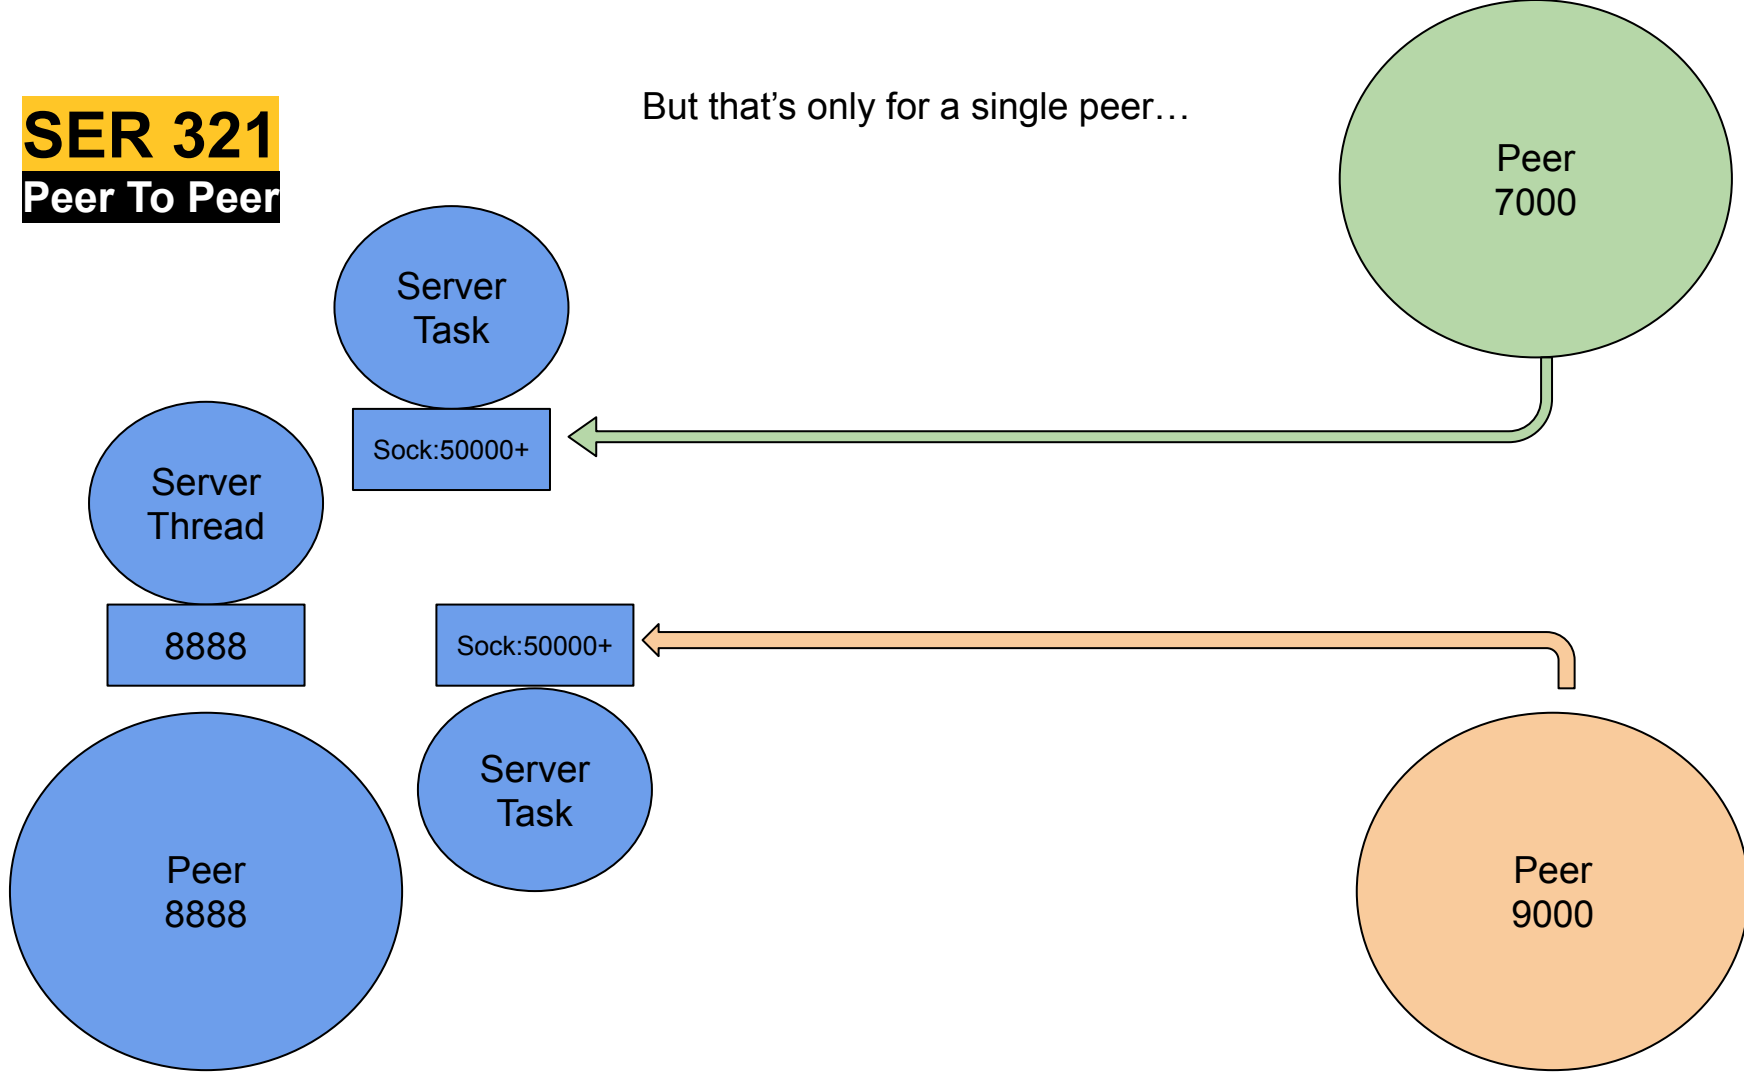 SER 321
Peer To Peer
But that’s only for a single peer…
Peer
7000
Server
Task
Sock:50000+
Server
Thread
8888
Sock:50000+
Server
Task
Peer
8888
Peer
9000